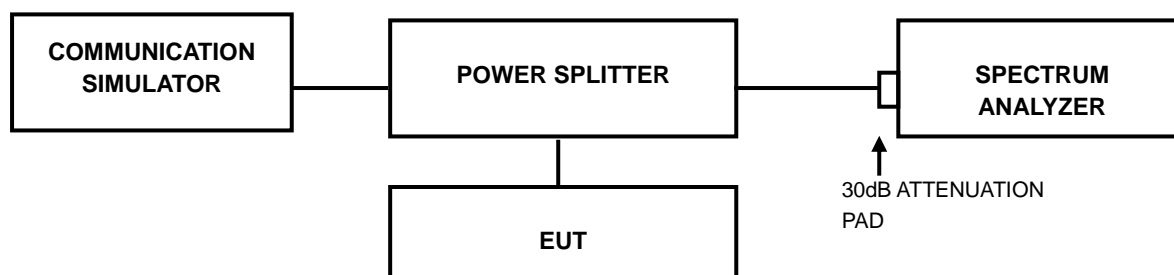 COMMUNICATION
SIMULATOR
POWER SPLITTER
SPECTRUM
ANALYZER
30dB ATTENUATION
PAD
EUT